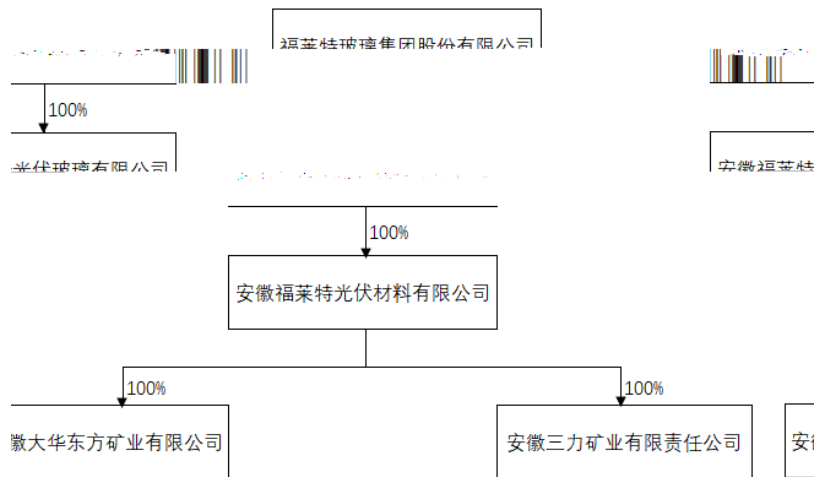 福莱特玻璃集团股份有限公司
100%
光伏玻璃有限公司
安徽福莱特
100%
安徽福莱特光伏材料有限公司
100%
100%
徽大华东方矿业有限公司
安徽三力矿业有限责任公司
安